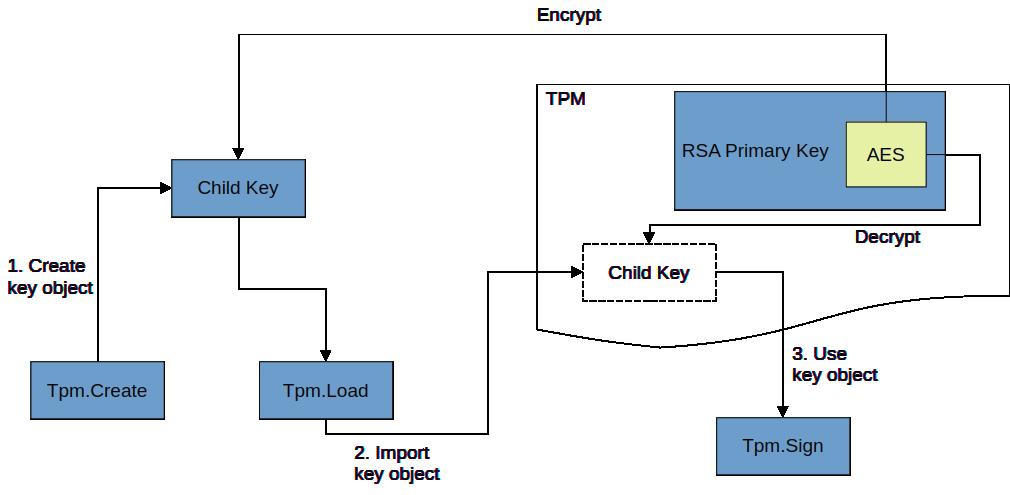 Encrypt
TPM
RSA Primary Key
AES
Child Key
Decrypt
1. Create
key object
Child Key
Tpm.Create
Tpm.Load
3. Use
key object
2. Import
key object
Tpm.Sign